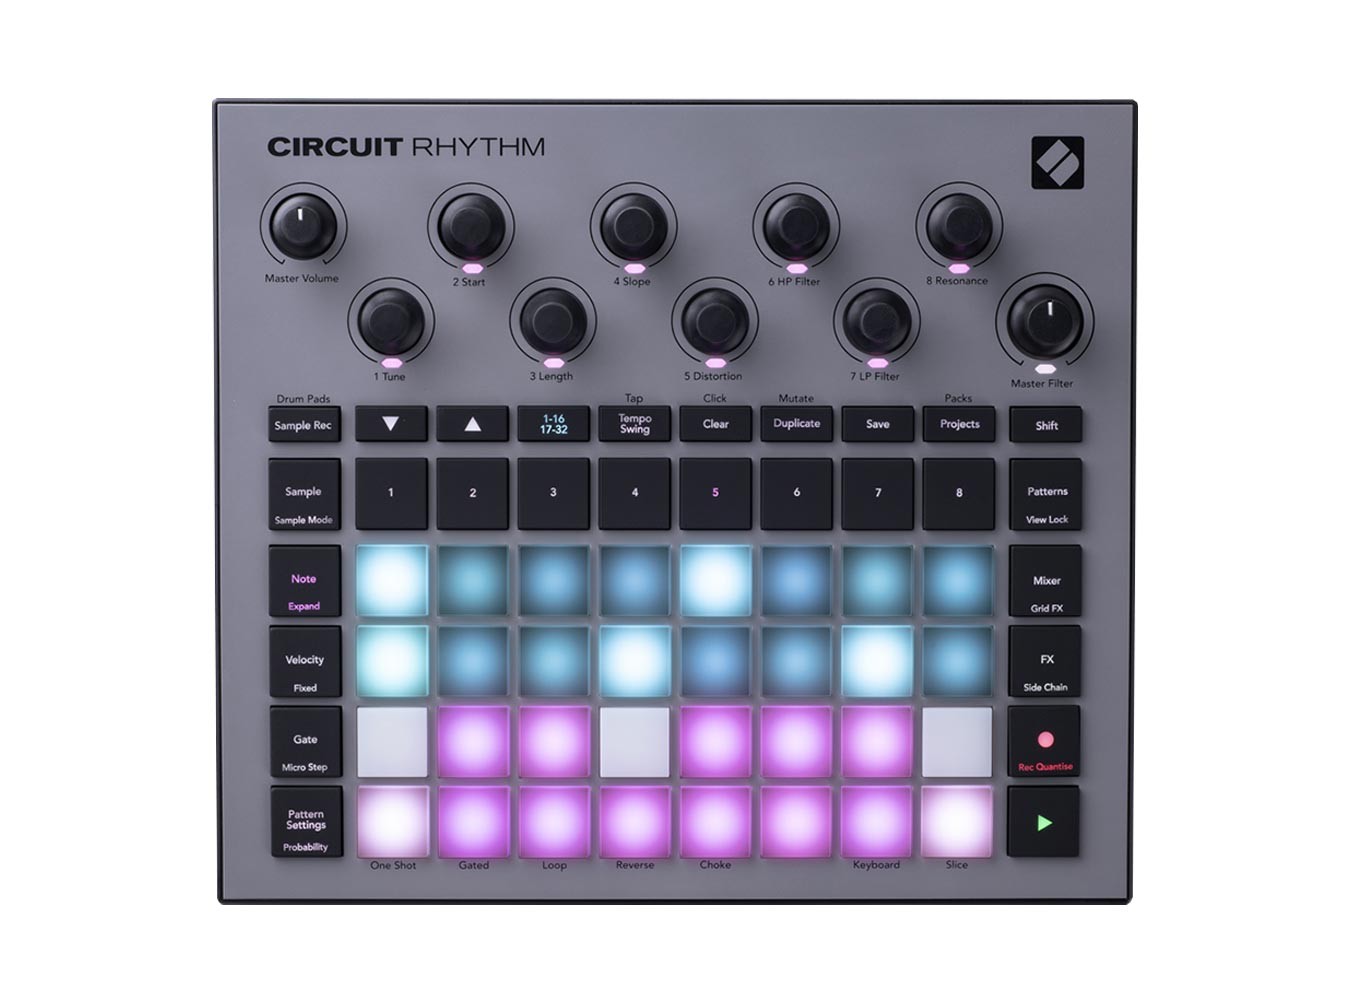 CIRCUIT RHYTHM
Master Volume
2 Start
4 Slope
6 HP Filter
8 Resonance
1 Tune
3 Length
5 Distortion
7 LP Filter
Master Filter
Drum Pads
Tap
Click
Mutate
Packs
Sample Rec
1-16
17-32
Tempo
Swing
Clear
Duplicate
Save
Projects
Shift
Sample
Sample Mode
1
2
3
4
5
6
7
8
Patterns
View Lock
Note
Expand
Mixer
Grid FX
Velocity
Fixed
FX
Side Chain
Gate
Micro Step
Rec Quantise
Pattern
Settings
Probability
One Shot
Gated
Loop
Reverse
Choke
Keyboard
Slice